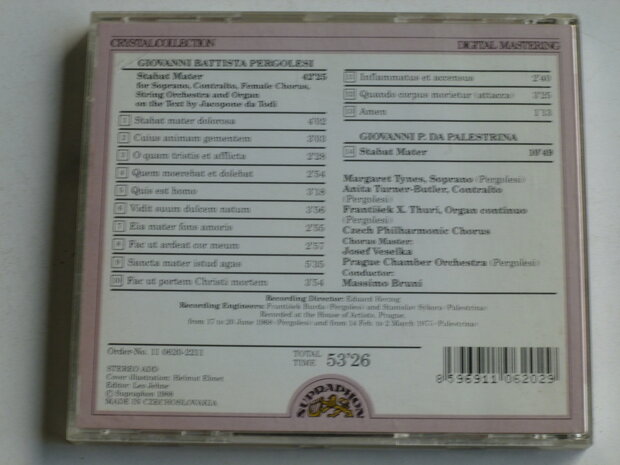 CRYSTAL COLLECTION
DIGITAL MASTERING
GIOVANNI BATTISTA PERGOLESI
Stabat Mater 42'25
for Soprano, Contralto, Female Chorus,
String Orchestra and Organ
on the Text by Jacopone da Todi
1 Stabat mater dolorosa 4'02
2 Cuius animam gementem 3'03
3 O quam tristis et afflicta 2'28
4 Quem moerebat et dolebat 2'54
5 Quis est homo 3'18
6 Vidit suum dulcem natum 3'56
7 Eia mater fons amoris 2'55
8 Fac ut ardeat cor meum 2'57
9 Sancta mater istud agas 5'35
10 Fac ut portem Christi mortem 3'54
11 Inflammatus et accensus
12 Quando corpus morietur (attacca) 3'25
13 Amen 1'13
GIOVANNI P. DA PALESTRINA
14 Stabat Mater 10'49
Margaret Tynes, Soprano (Pergolesi)
Anita Turner-Butler, Contralto
(Pergolesi)
František X. Thuri, Organ continuo
(Pergolesi)
Czech Philharmonic Chorus
Chorus Master:
Josef Veselka
Prague Chamber Orchestra (Pergolesi)
Conductor:
Massimo Bruni
Recording Director: Eduard Herzog
Recording Engineers: František Burda (Pergolesi) and Stanislav Sýkora (Palestrina)
Recorded at the House of Artists, Prague,
from 17 to 20 June 1968 (Pergolesi) and from 14 Feb. to 2 March 1977 (Palestrina)
Order-No. 11 0620-2211
TOTAL TIME 53'26
STEREO ADD
Cover illustration: Helmut Ebnet
Editor: Leo Jehne
© Supraphon 1988
MADE IN CZECHOSLOVAKIA
SUPRAPHON
8 596911 062029